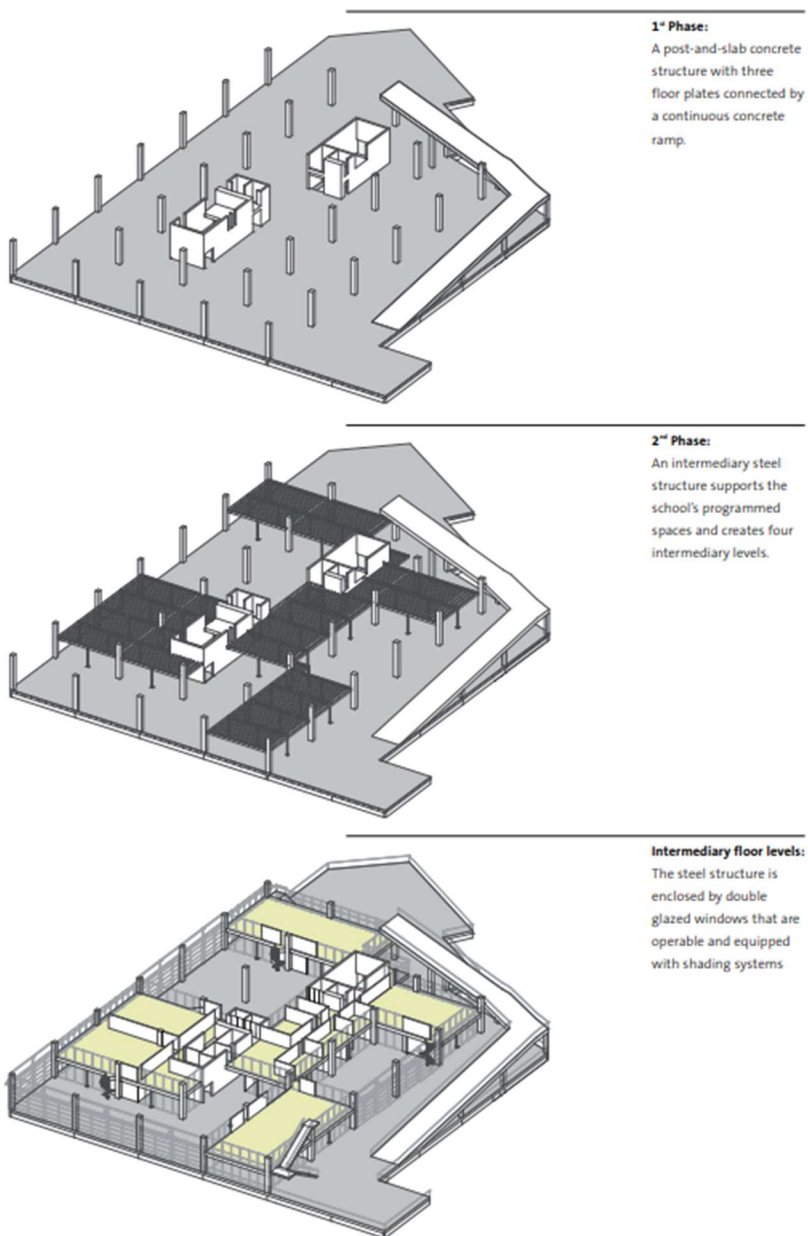 1st Phase:
A post-and-slab concrete
structure with three
floor plates connected by
a continuous concrete
ramp.
2nd Phase:
An intermediary steel
structure supports the
school's programmed
spaces and creates four
intermediary levels.
Intermediary floor levels:
The steel structure is
enclosed by double
glazed windows that are
operable and equipped
with shading systems